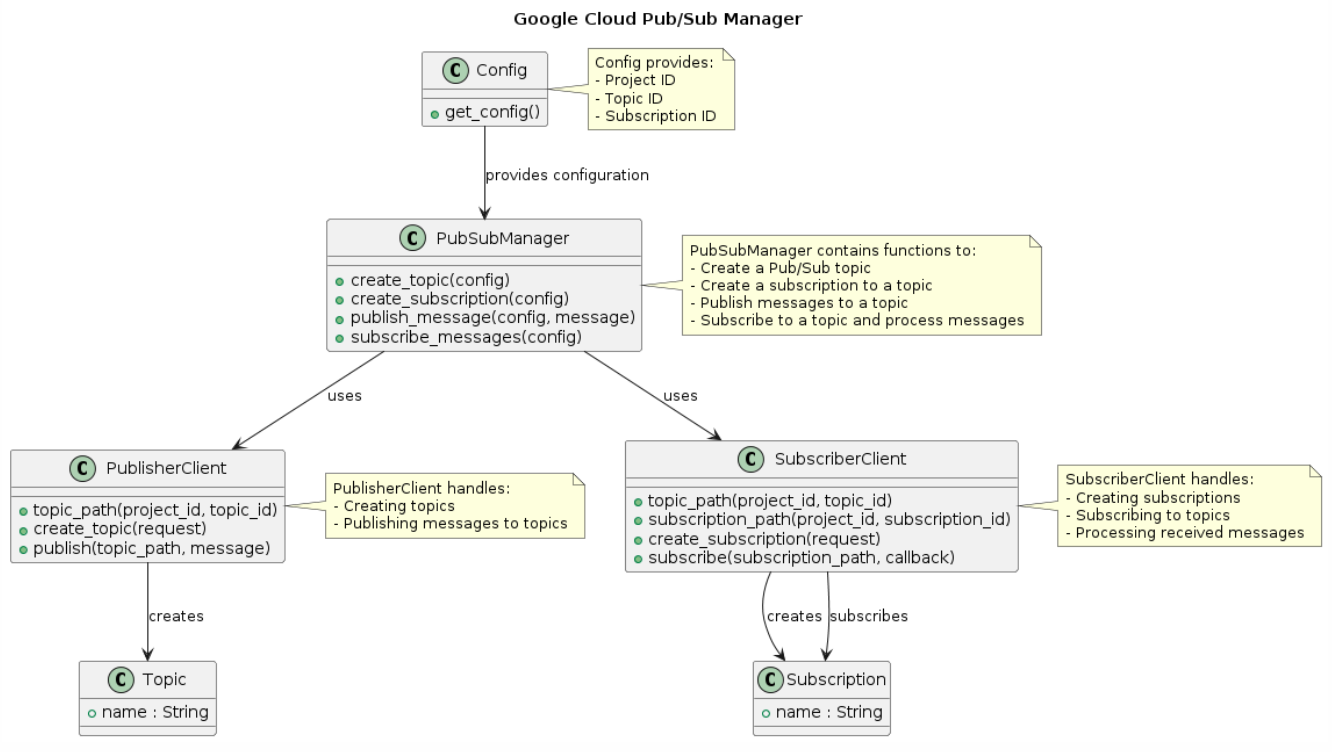 Google Cloud Pub/Sub Manager
C Config
get_config()
Config provides:
- Project ID
- Topic ID
- Subscription ID
provides configuration
C PubSubManager
create_topic(config)
create_subscription(config)
publish_message(config, message)
subscribe_messages(config)
PubSubManager contains functions to:
- Create a Pub/Sub topic
- Create a subscription to a topic
- Publish messages to a topic
- Subscribe to a topic and process messages
uses
uses
C PublisherClient
topic_path(project_id, topic_id)
create_topic(request)
publish(topic_path, message)
PublisherClient handles:
- Creating topics
- Publishing messages to topics
C SubscriberClient
topic_path(project_id, topic_id)
subscription_path(project_id, subscription_id)
create_subscription(request)
subscribe(subscription_path, callback)
SubscriberClient handles:
- Creating subscriptions
- Subscribing to topics
- Processing received messages
creates
creates
subscribes
C Topic
name : String
C Subscription
name : String